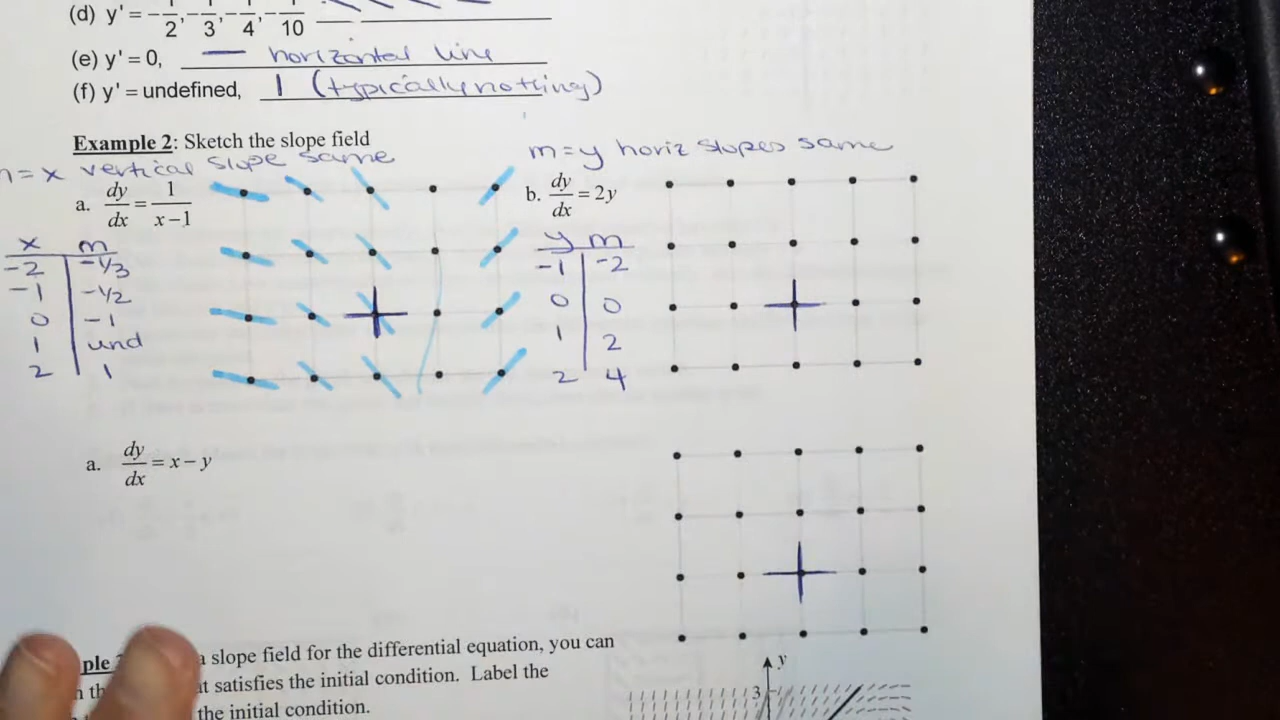 (d) y' = -1/2, -1/3, -1/4, -1/10
(e) y' = 0, — horizontal line
(f) y' = undefined, | (typically nothing)
Example 2: Sketch the slope field
m = x vertical slope same
m = y horiz slopes same
a. dy/dx = 1/(x-1)
x m
-2 -1/3
-1 -1/2
0 -1
1 und
2 1
b. dy/dx = 2y
y m
-1 -2
0 0
1 2
2 4
a. dy/dx = x - y
a slope field for the differential equation, you can
satisfies the initial condition. Label the
the initial condition.
y
3